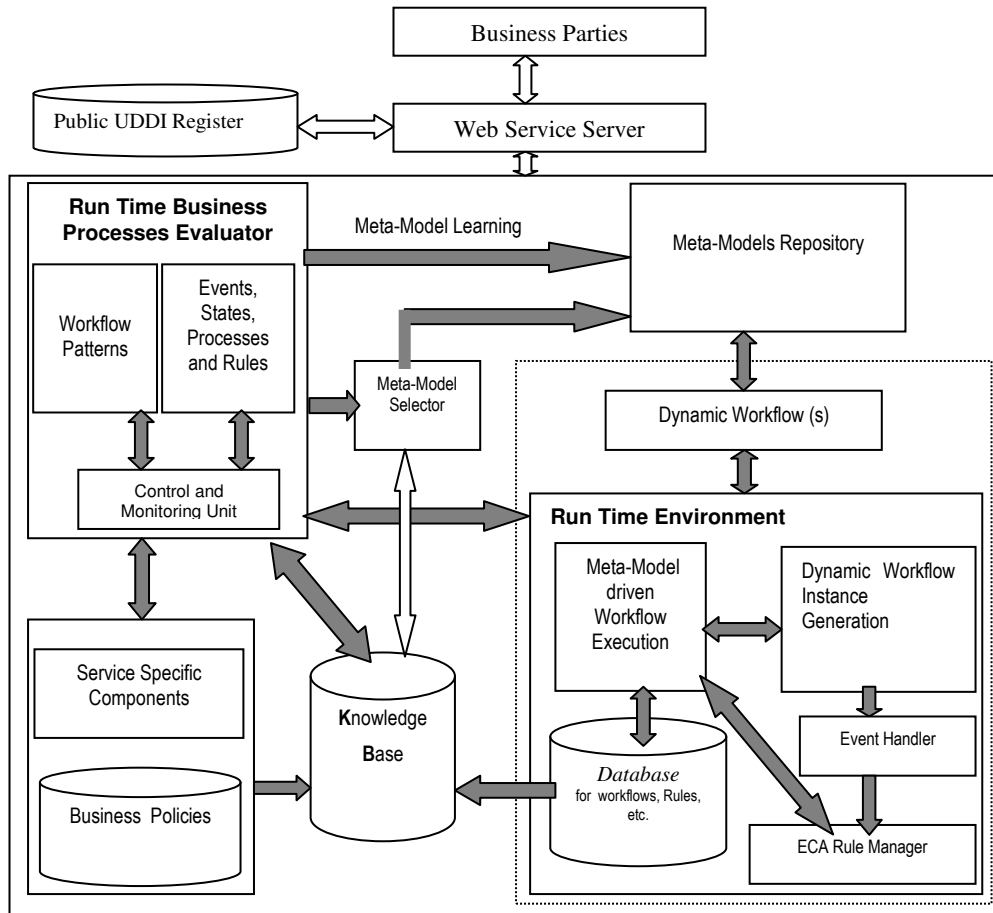 Business Parties
Public UDDI Register
Web Service Server
Run Time Business
Processes Evaluator
Meta-Model Learning
Meta-Models Repository
Workflow
Patterns
Events,
States,
Processes
and Rules
Meta-Model
Selector
Dynamic Workflow (s)
Control and
Monitoring Unit
Run Time Environment
Meta-Model
driven
Workflow
Execution
Dynamic Workflow
Instance
Generation
Service Specific
Components
Knowledge
Base
Event Handler
Database
for workflows, Rules,
etc.
Business Policies
ECA Rule Manager